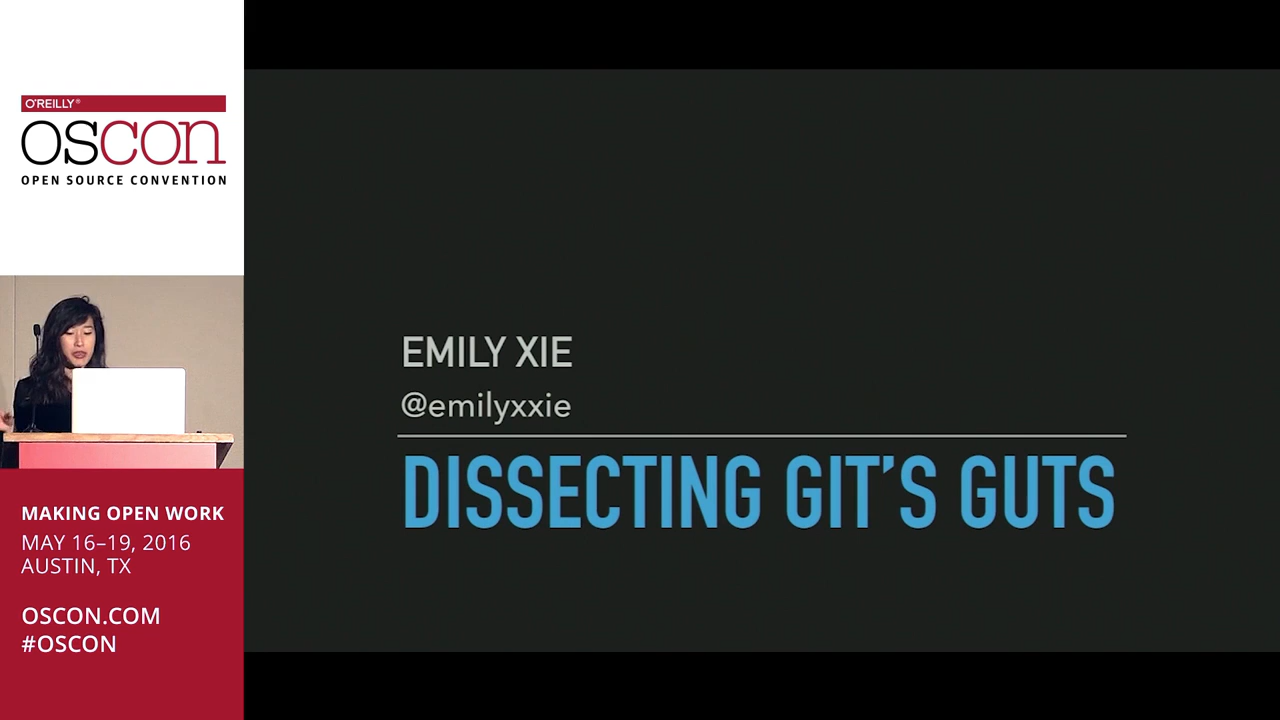 O'REILLY®
OSCON
OPEN SOURCE CONVENTION
MAKING OPEN WORK
MAY 16–19, 2016
AUSTIN, TX
OSCON.COM
#OSCON
EMILY XIE
@emilyxxie
DISSECTING GIT'S GUTS